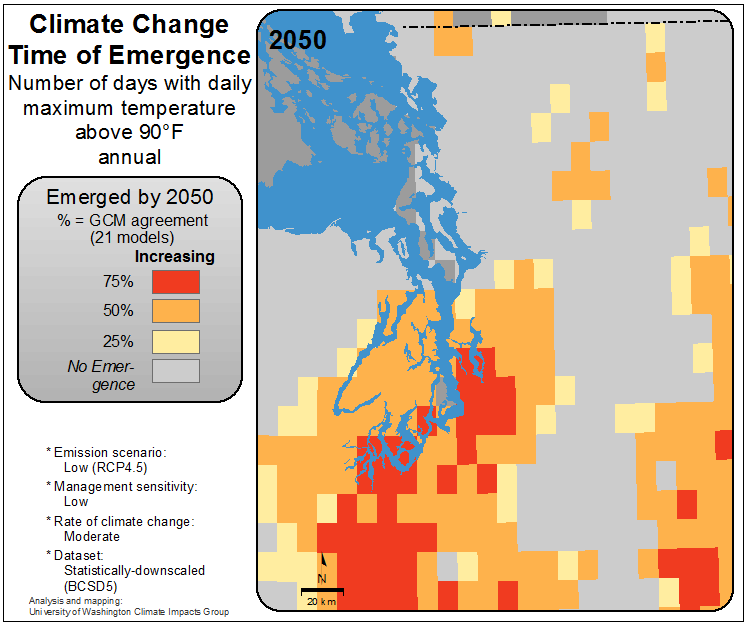 Climate Change
Time of Emergence
Number of days with daily
maximum temperature
above 90°F
annual
Emerged by 2050
% = GCM agreement
(21 models)
Increasing
75%
50%
25%
No Emer-
gence
* Emission scenario:
Low (RCP4.5)
* Management sensitivity:
Low
* Rate of climate change:
Moderate
* Dataset:
Statistically-downscaled
(BCSD5)
Analysis and mapping:
University of Washington Climate Impacts Group
2050
N
20 km